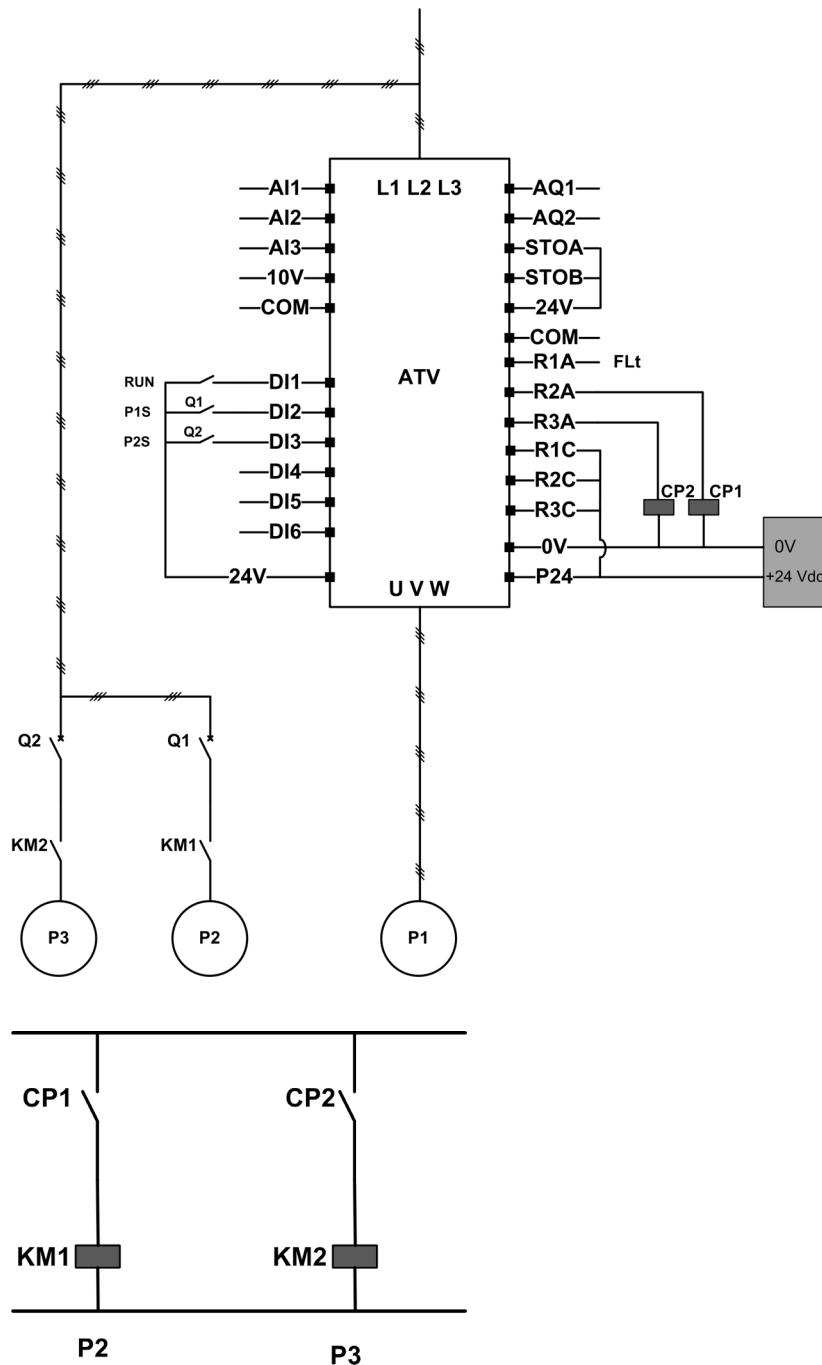 L1 L2 L3
AI1
AQ1
AI2
AQ2
AI3
STOA
10V
STOB
COM
24V
COM
R1A FLt
RUN DI1
ATV
R2A
P1S Q1 DI2
R3A
P2S Q2 DI3
R1C
DI4
R2C
CP2 CP1
DI5
R3C
DI6
0V
0V
24V
P24
+24 Vdc
U V W
Q2
Q1
KM2
KM1
P3
P2
P1
CP1
CP2
KM1
KM2
P2
P3